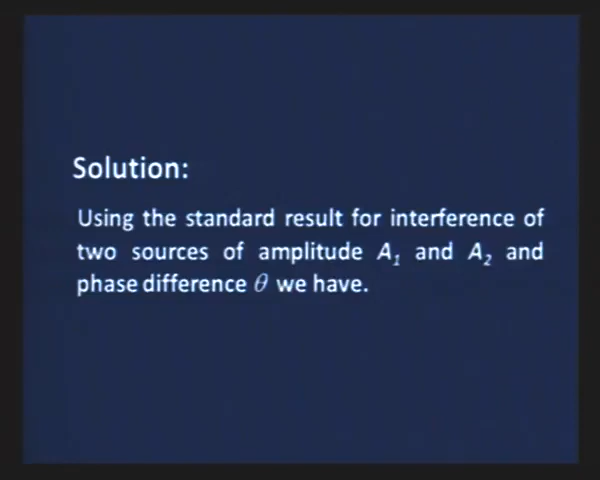 Solution:
Using the standard result for interference of
two sources of amplitude A₁ and A₂ and
phase difference θ we have.